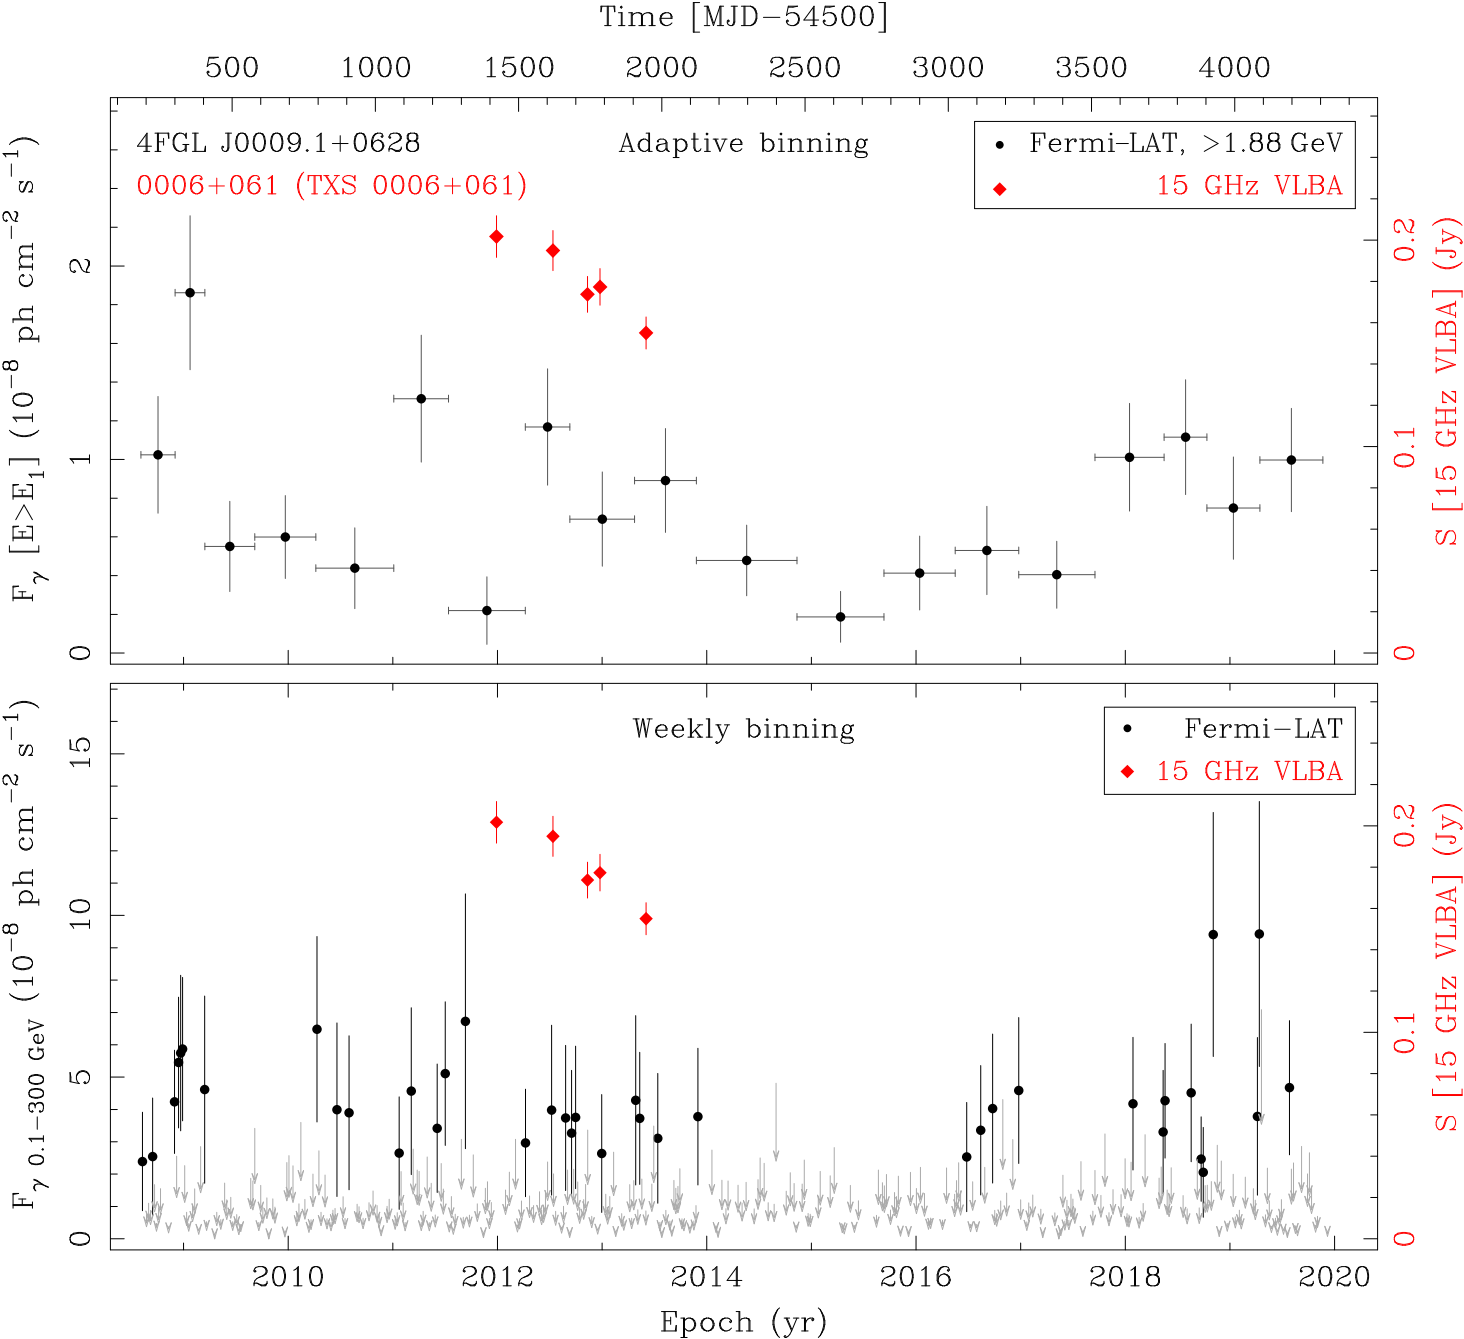 Time [MJD−54500]
500 1000 1500 2000 2500 3000 3500 4000
4FGL J0009.1+0628
0006+061 (TXS 0006+061)
Adaptive binning
Fermi−LAT, >1.88 GeV
15 GHz VLBA
F_γ [E>E_1] (10^−8 ph cm^−2 s^−1)
2
1
0
S [15 GHz VLBA] (Jy)
0.2
0.1
0
Weekly binning
Fermi−LAT
15 GHz VLBA
F_γ 0.1−300 GeV (10^−8 ph cm^−2 s^−1)
15
10
5
0
S [15 GHz VLBA] (Jy)
0.2
0.1
0
2010 2012 2014 2016 2018 2020
Epoch (yr)